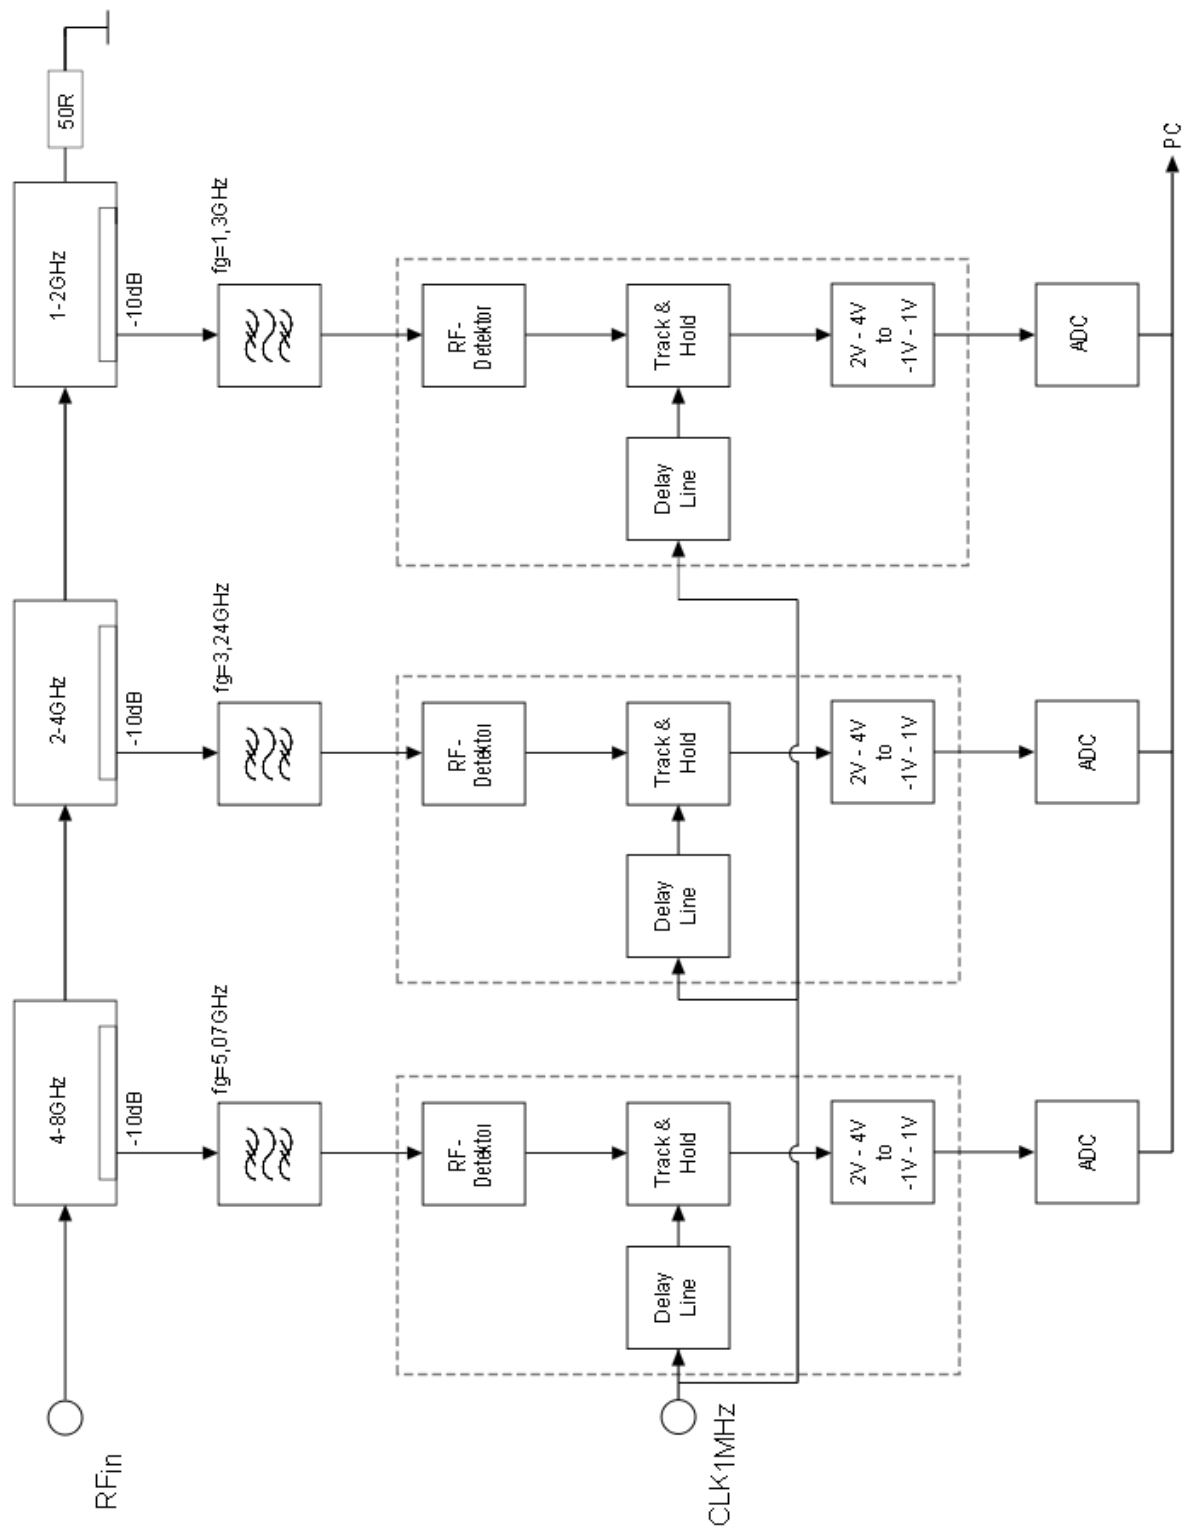 RFin
4-8GHz
2-4GHz
1-2GHz
50R
-10dB
-10dB
-10dB
fg=5,07GHz
fg=3,24GHz
fg=1,3GHz
RF-
Detektor
RF-
Detektor
RF-
Detektor
CLK1MHz
Delay
Line
Track &
Hold
Delay
Line
Track &
Hold
Delay
Line
Track &
Hold
2V - 4V
to
-1V - 1V
2V - 4V
to
-1V - 1V
2V - 4V
to
-1V - 1V
ADC
ADC
ADC
PC